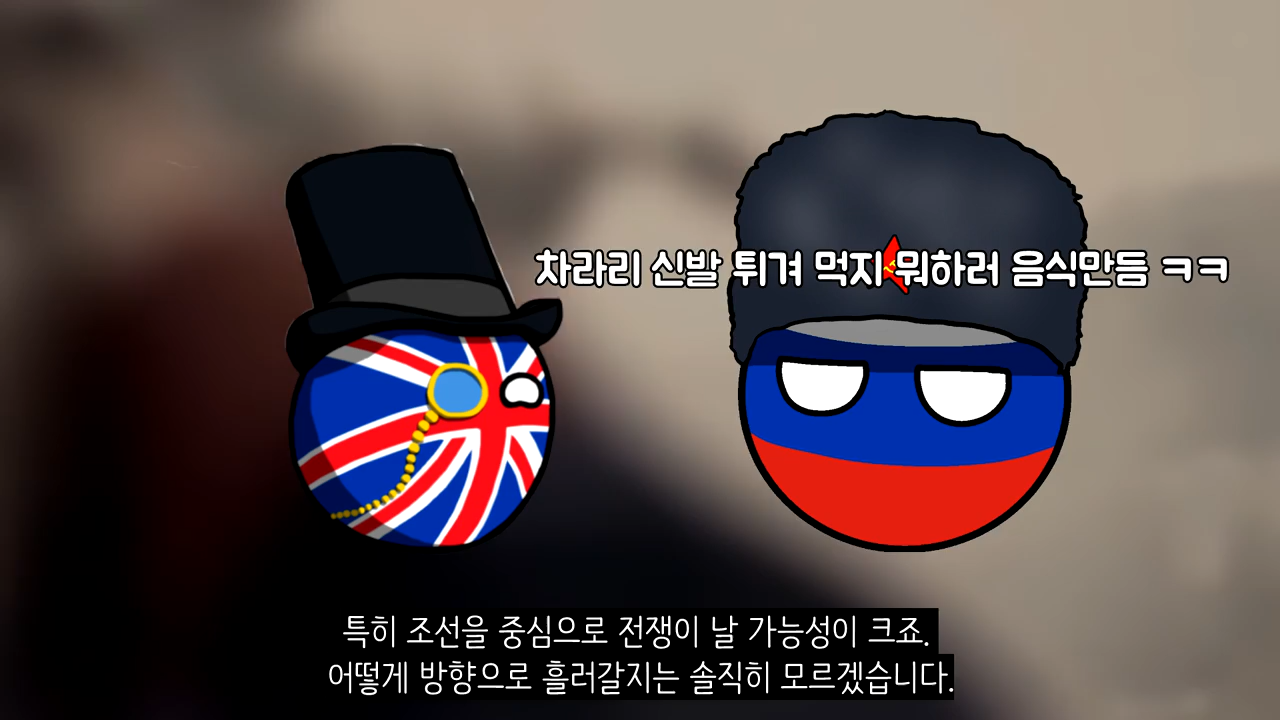 차라리 신발 튀겨 먹지 뭐하러 음식만듬 ㅋㅋ
특히 조선을 중심으로 전쟁이 날 가능성이 크죠.
어떻게 방향으로 흘러갈지는 솔직히 모르겠습니다.